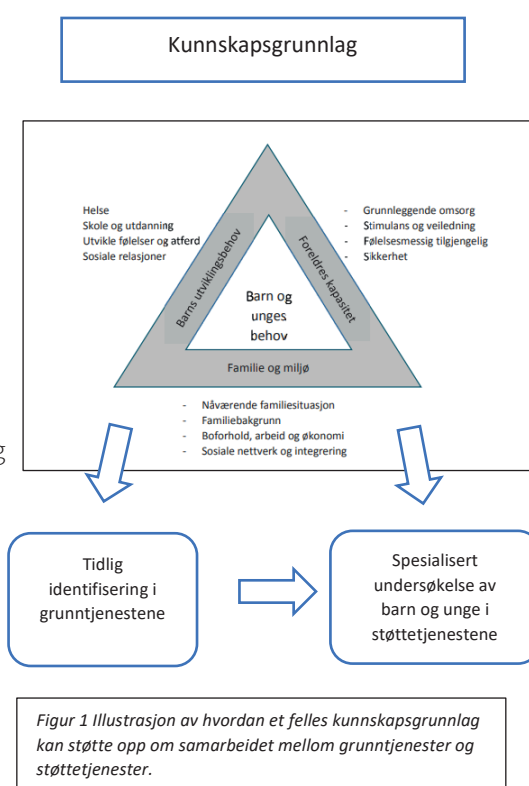 Kunnskapsgrunnlag
Helse
Skole og utdanning
Utvikle følelser og atferd
Sosiale relasjoner
- Grunnleggende omsorg
- Stimulans og veiledning
- Følelsesmessig tilgjengelig
- Sikkerhet
Barns utviklingsbehov
Foreldres kapasitet
Barn og
unges
behov
Familie og miljø
- Nåværende familiesituasjon
- Familiebakgrunn
- Boforhold, arbeid og økonomi
- Sosiale nettverk og integrering
g
Tidlig
identifisering i
grunntjenestene
Spesialisert
undersøkelse av
barn og unge i
støttetjenestene
Figur 1 Illustrasjon av hvordan et felles kunnskapsgrunnlag
kan støtte opp om samarbeidet mellom grunntjenester og
støttetjenester.